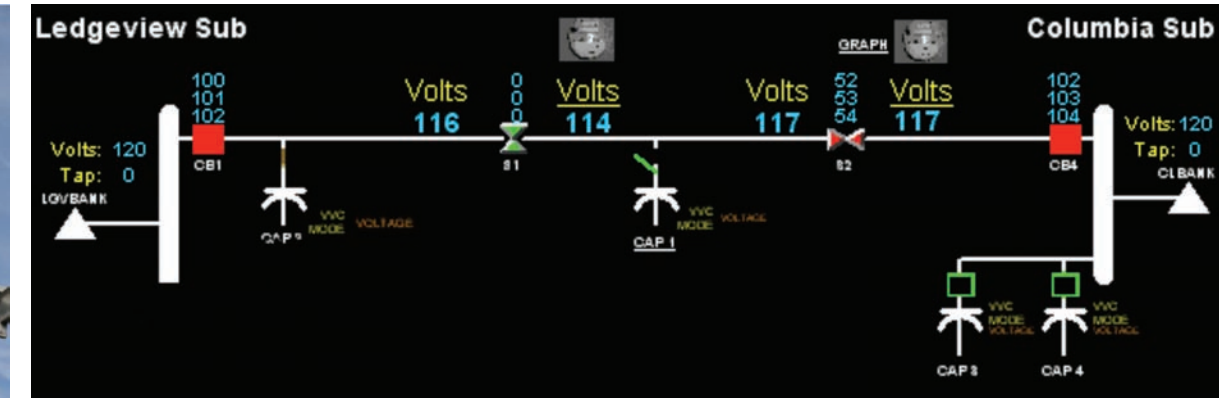 Ledgeview Sub
Columbia Sub
GRAPH
100
101
102
Volts
116
0
0
0
Volts
114
Volts
117
52
53
54
Volts
117
102
103
104
Volts: 120
Tap: 0
LGVBANK
CB1
S1
S2
CB4
Volts: 120
Tap: 0
CLBANK
VVC
MODE VOLTAGE
CAP 1
VVC
MODE VOLTAGE
VVC
MODE
VOLTAGE
VVC
MODE
VOLTAGE
CAP 3
CAP 4